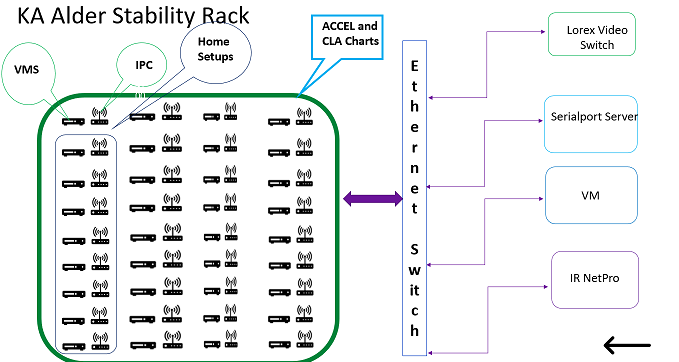 KA Alder Stability Rack
VMS
IPC
Home
Setups
ACCEL and
CLA Charts
Ethernet Switch
Lorex Video
Switch
Serialport Server
VM
IR NetPro